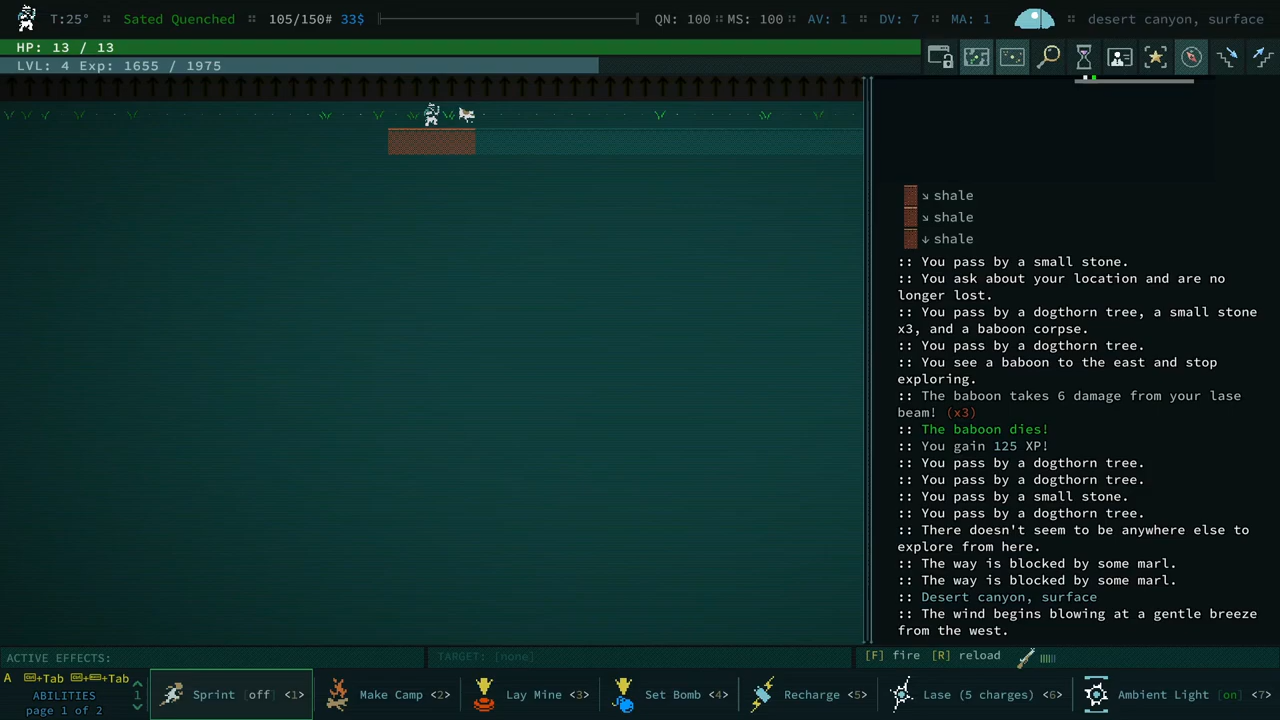 T:25° :: Sated Quenched :: 105/150# 33$ QN: 100 :: MS: 100 :: AV: 1 :: DV: 7 :: MA: 1 :: desert canyon, surface
HP: 13 / 13
LVL: 4 Exp: 1655 / 1975
shale
shale
shale
:: You pass by a small stone.
:: You ask about your location and are no
longer lost.
:: You pass by a dogthorn tree, a small stone
x3, and a baboon corpse.
:: You pass by a dogthorn tree.
:: You see a baboon to the east and stop
exploring.
:: The baboon takes 6 damage from your lase
beam! (x3)
:: The baboon dies!
:: You gain 125 XP!
:: You pass by a dogthorn tree.
:: You pass by a dogthorn tree.
:: You pass by a small stone.
:: You pass by a dogthorn tree.
:: There doesn't seem to be anywhere else to
explore from here.
:: The way is blocked by some marl.
:: The way is blocked by some marl.
:: Desert canyon, surface
:: The wind begins blowing at a gentle breeze
from the west.
ACTIVE EFFECTS:
TARGET: [none]
[F] fire [R] reload
A Ctrl+Tab Ctrl+Tab
ABILITIES 1
page 1 of 2
Sprint [off] <1>
Make Camp <2>
Lay Mine <3>
Set Bomb <4>
Recharge <5>
Lase (5 charges) <6>
Ambient Light [on] <7>